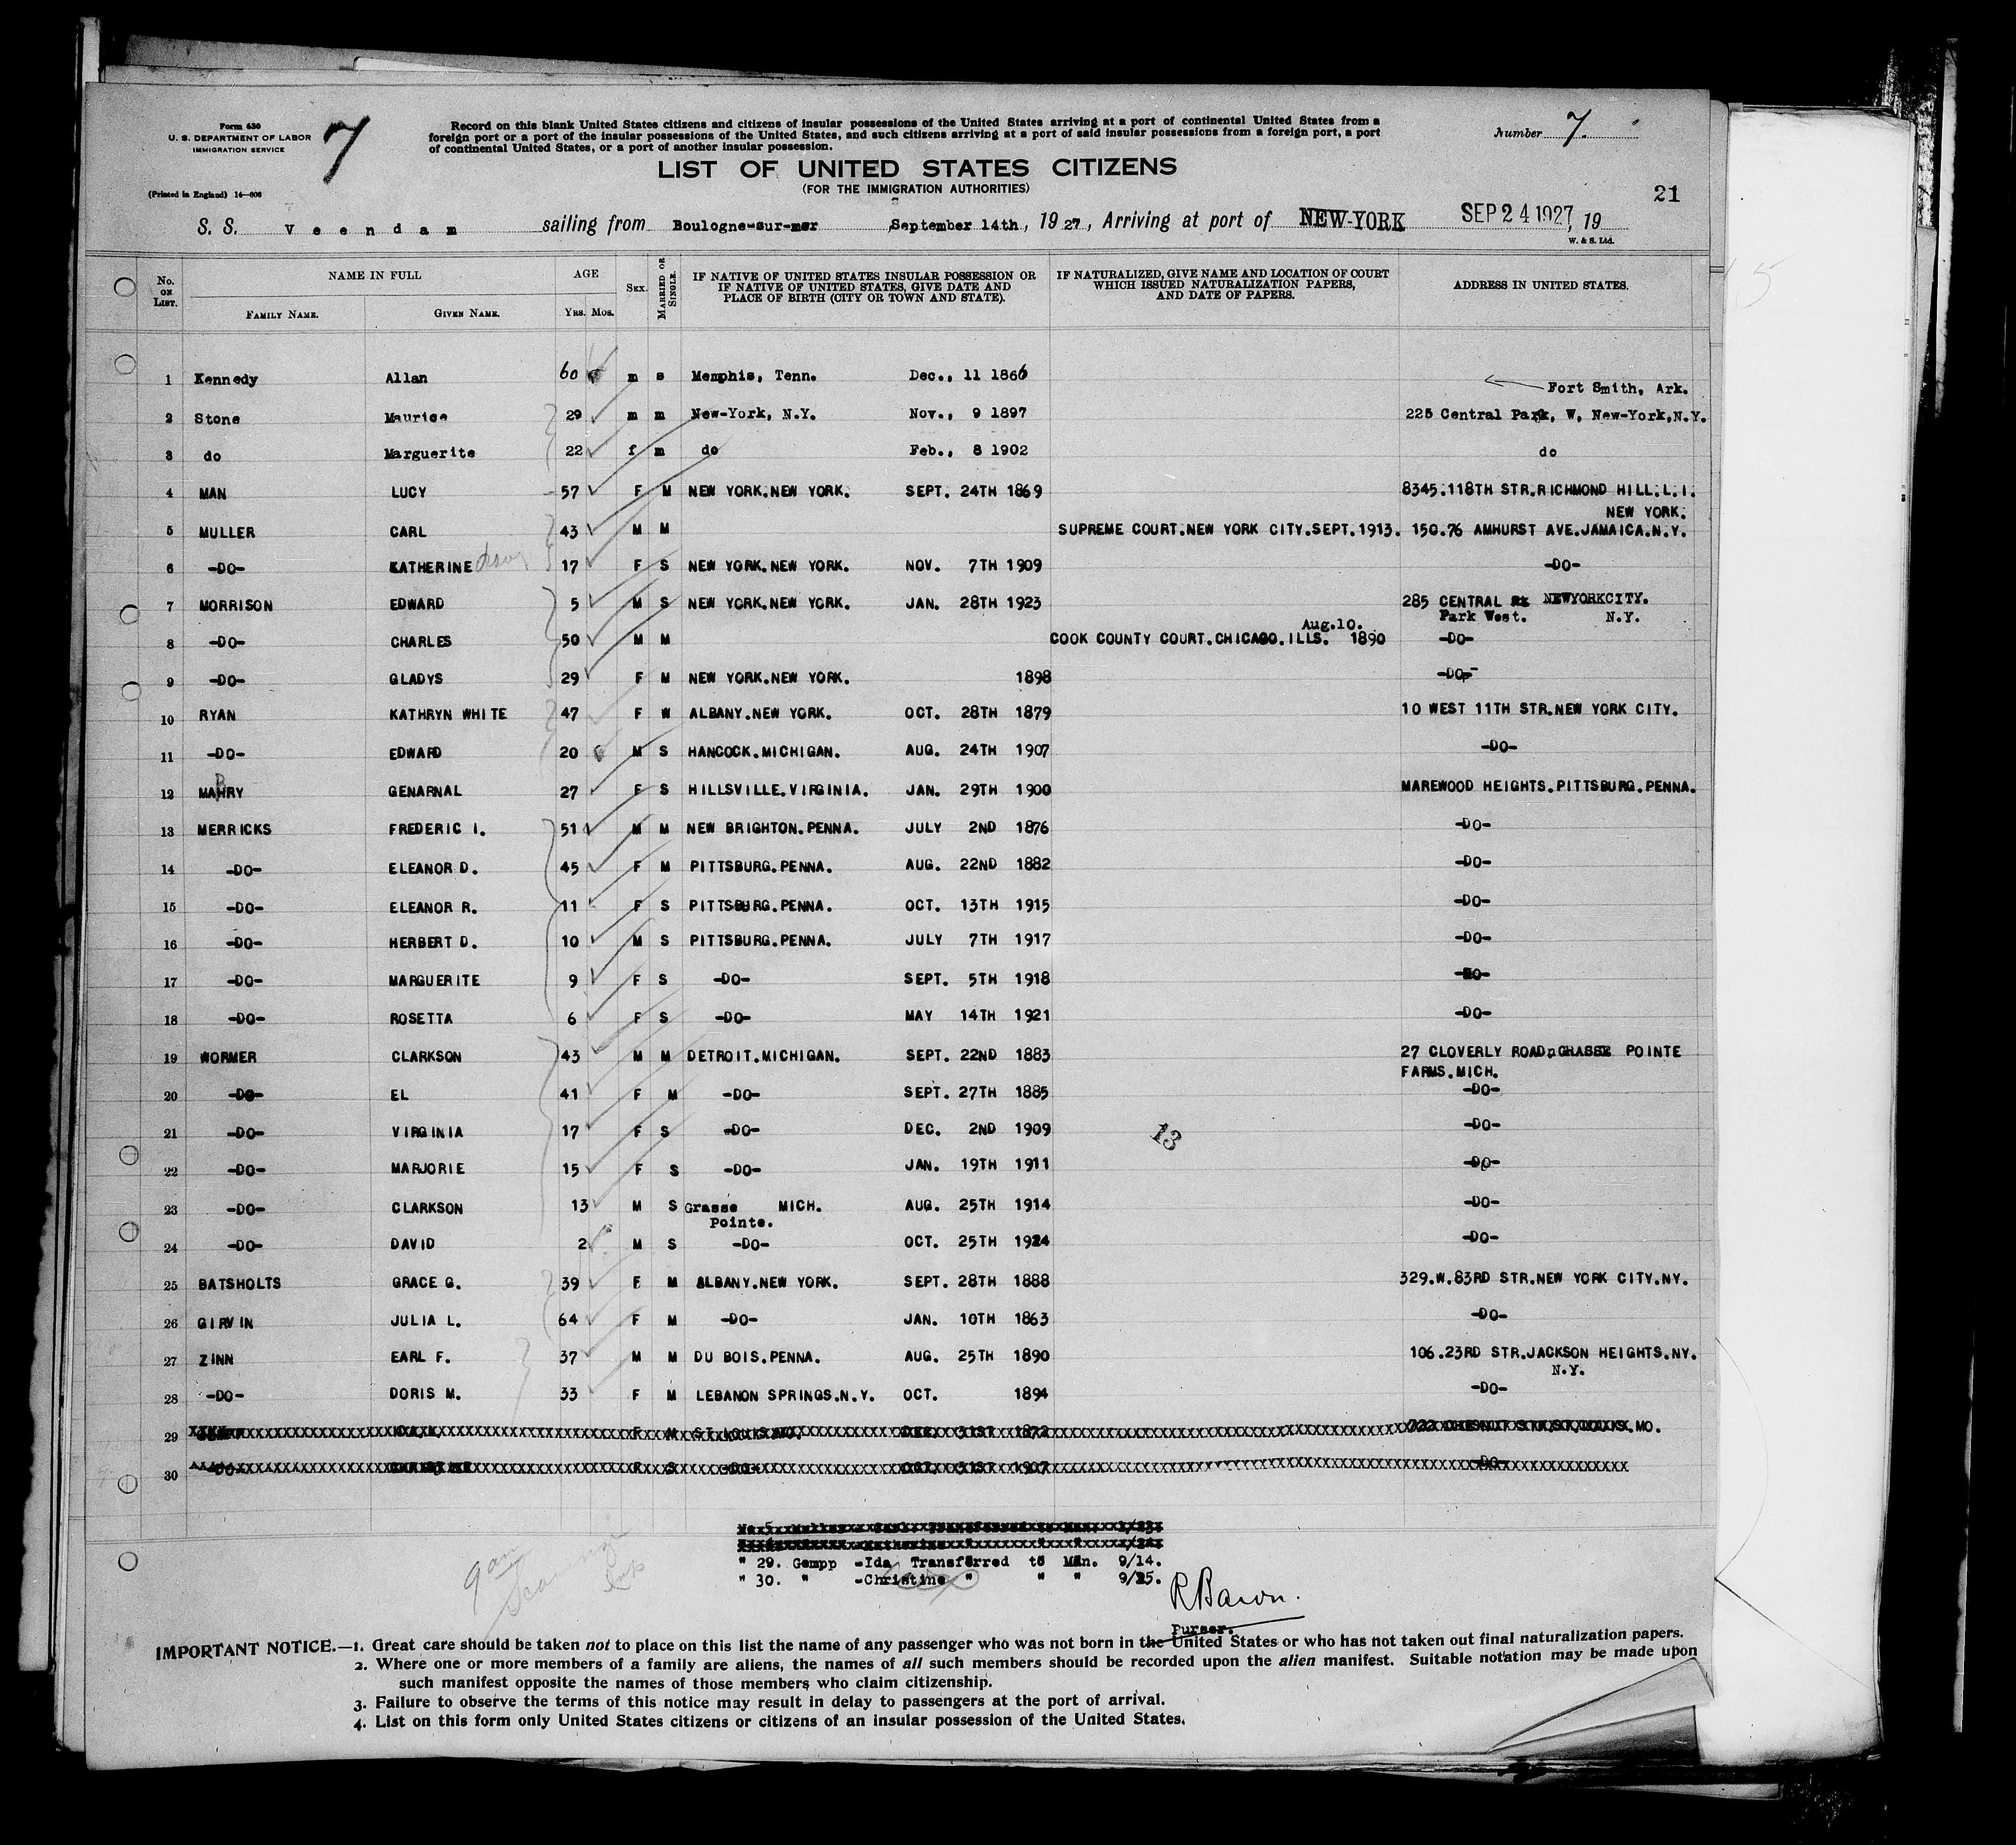 Form 630
U. S. DEPARTMENT OF LABOR
IMMIGRATION SERVICE
7
Record on this blank United States citizens and citizens of insular possessions of the United States arriving at a port of continental United States from a
foreign port or a port of the insular possessions of the United States, and such citizens arriving at a port of said insular possessions from a foreign port, a port
of continental United States, or a port of another insular possession.
Number 7.
LIST OF UNITED STATES CITIZENS
(FOR THE IMMIGRATION AUTHORITIES)
(Printed in England) 14—608
21
S. S. Veendam sailing from Boulogne-sur-mer September 14th, 1927, Arriving at port of NEW-YORK SEP 24 1927, 19
W. & S. Ltd.
No. ON LIST. NAME IN FULL AGE SEX. MARRIED OR SINGLE. IF NATIVE OF UNITED STATES INSULAR POSSESSION OR IF NATIVE OF UNITED STATES, GIVE DATE AND PLACE OF BIRTH (CITY OR TOWN AND STATE). IF NATURALIZED, GIVE NAME AND LOCATION OF COURT WHICH ISSUED NATURALIZATION PAPERS, AND DATE OF PAPERS. ADDRESS IN UNITED STATES.
FAMILY NAME. GIVEN NAME. YRS. MOS.
1 Kennedy Allan 60 m s Memphis, Tenn. Dec., 11 1866 Fort Smith, Ark.
2 Stone Maurice 29 m m New-York, N.Y. Nov., 9 1897 225 Central Park, W, New-York,N.Y.
3 do Marguerite 22 f m do Feb., 8 1902 do
4 MAN LUCY 57 F M NEW YORK.NEW YORK. SEPT. 24TH 1869 8345.118TH STR.RICHMOND HILL.L.I.
NEW YORK.
5 MULLER CARL 43 M M SUPREME COURT.NEW YORK CITY.SEPT.1913. 150.76 AMHURST AVE.JAMAICA.N.Y.
6 -DO- KATHERINE 17 F S NEW YORK.NEW YORK. NOV. 7TH 1909 -DO-
7 MORRISON EDWARD 5 M S NEW YORK.NEW YORK. JAN. 28TH 1923 285 CENTRAL NEWYORKCITY.
Park West. N.Y.
Aug.10.
8 -DO- CHARLES 50 M M COOK COUNTY COURT.CHICAGO.ILLS. 1890 -DO-
9 -DO- GLADYS 29 F M NEW YORK.NEW YORK. 1898 -DO-
10 RYAN KATHRYN WHITE 47 F W ALBANY.NEW YORK. OCT. 28TH 1879 10 WEST 11TH STR.NEW YORK CITY.
11 -DO- EDWARD 20 M S HANCOCK.MICHIGAN. AUG. 24TH 1907 -DO-
12 MAHRY GENARNAL 27 F S HILLSVILLE.VIRGINIA. JAN. 29TH 1900 MAREWOOD HEIGHTS.PITTSBURG.PENNA.
13 MERRICKS FREDERIC I. 51 M M NEW BRIGHTON.PENNA. JULY 2ND 1876 -DO-
14 -DO- ELEANOR D. 45 F M PITTSBURG.PENNA. AUG. 22ND 1882 -DO-
15 -DO- ELEANOR R. 11 F S PITTSBURG.PENNA. OCT. 13TH 1915 -DO-
16 -DO- HERBERT D. 10 M S PITTSBURG.PENNA. JULY 7TH 1917 -DO-
17 -DO- MARGUERITE 9 F S -DO- SEPT. 5TH 1918 -DO-
18 -DO- ROSETTA 6 F S -DO- MAY 14TH 1921 -DO-
19 WORMER CLARKSON 43 M M DETROIT.MICHIGAN. SEPT. 22ND 1883 27 CLOVERLY ROAD GRASSE POINTE
FARMS.MICH.
20 -DO- EL 41 F M -DO- SEPT. 27TH 1885 -DO-
21 -DO- VIRGINIA 17 F S -DO- DEC. 2ND 1909 -DO-
13
22 -DO- MARJORIE 15 F S -DO- JAN. 19TH 1911 -DO-
23 -DO- CLARKSON 13 M S Grasse MICH. AUG. 25TH 1914 -DO-
Pointe.
24 -DO- DAVID 2 M S -DO- OCT. 25TH 1924 -DO-
25 BATSHOLTS GRACE G. 39 F M ALBANY.NEW YORK. SEPT. 28TH 1888 329.W.83RD STR.NEW YORK CITY.NY.
26 GIRVIN JULIA L. 64 F M -DO- JAN. 10TH 1863 -DO-
27 ZINN EARL F. 37 M M DU BOIS.PENNA. AUG. 25TH 1890 106.23RD STR.JACKSON HEIGHTS.NY.
N.Y.
28 -DO- DORIS M. 33 F M LEBANON SPRINGS.N.Y. OCT. 1894 -DO-
29 F M ST.LOUIS.MO. DEC. 31ST 1872 MO.
30 -DO- F S -DO- OCT. 31ST 1907 -DO-
" 29. Gempp -Ida Transferred to Man. 9/14.
" 30. " -Christine " " " 9/25.
9am
R Baron.
Purser.
IMPORTANT NOTICE.—1. Great care should be taken not to place on this list the name of any passenger who was not born in the United States or who has not taken out final naturalization papers.
2. Where one or more members of a family are aliens, the names of all such members should be recorded upon the alien manifest. Suitable notation may be made upon
such manifest opposite the names of those members who claim citizenship.
3. Failure to observe the terms of this notice may result in delay to passengers at the port of arrival.
4. List on this form only United States citizens or citizens of an insular possession of the United States.